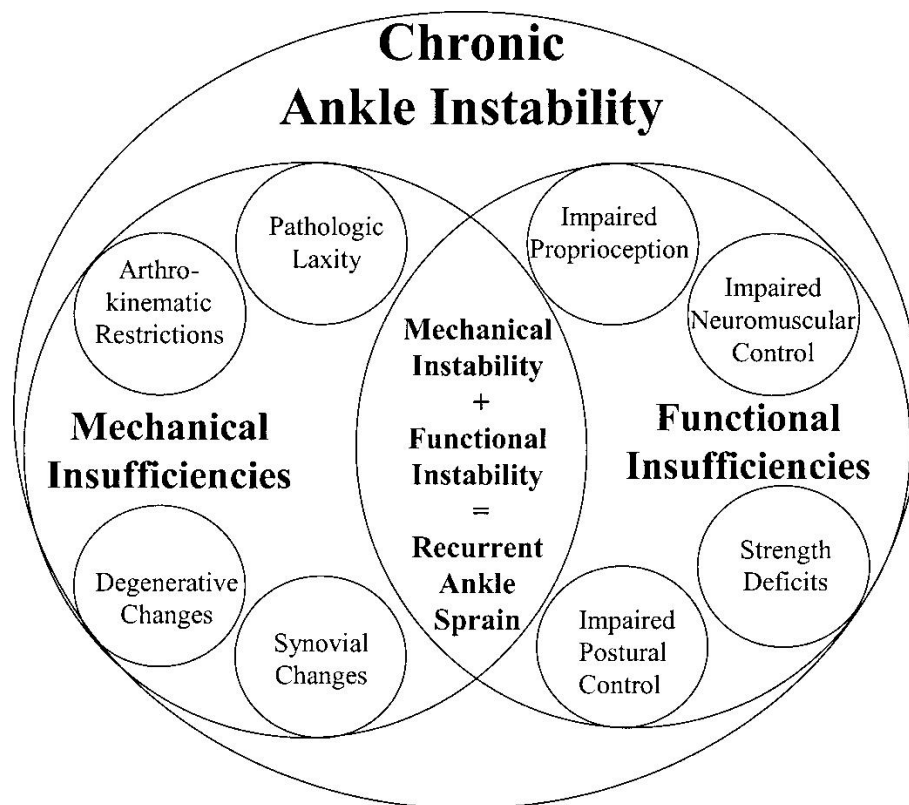 Chronic
Ankle Instability
Pathologic
Laxity
Arthro-
kinematic
Restrictions
Mechanical
Insufficiencies
Degenerative
Changes
Synovial
Changes
Mechanical
Instability
+
Functional
Instability
=
Recurrent
Ankle
Sprain
Impaired
Proprioception
Impaired
Neuromuscular
Control
Functional
Insufficiencies
Strength
Deficits
Impaired
Postural
Control